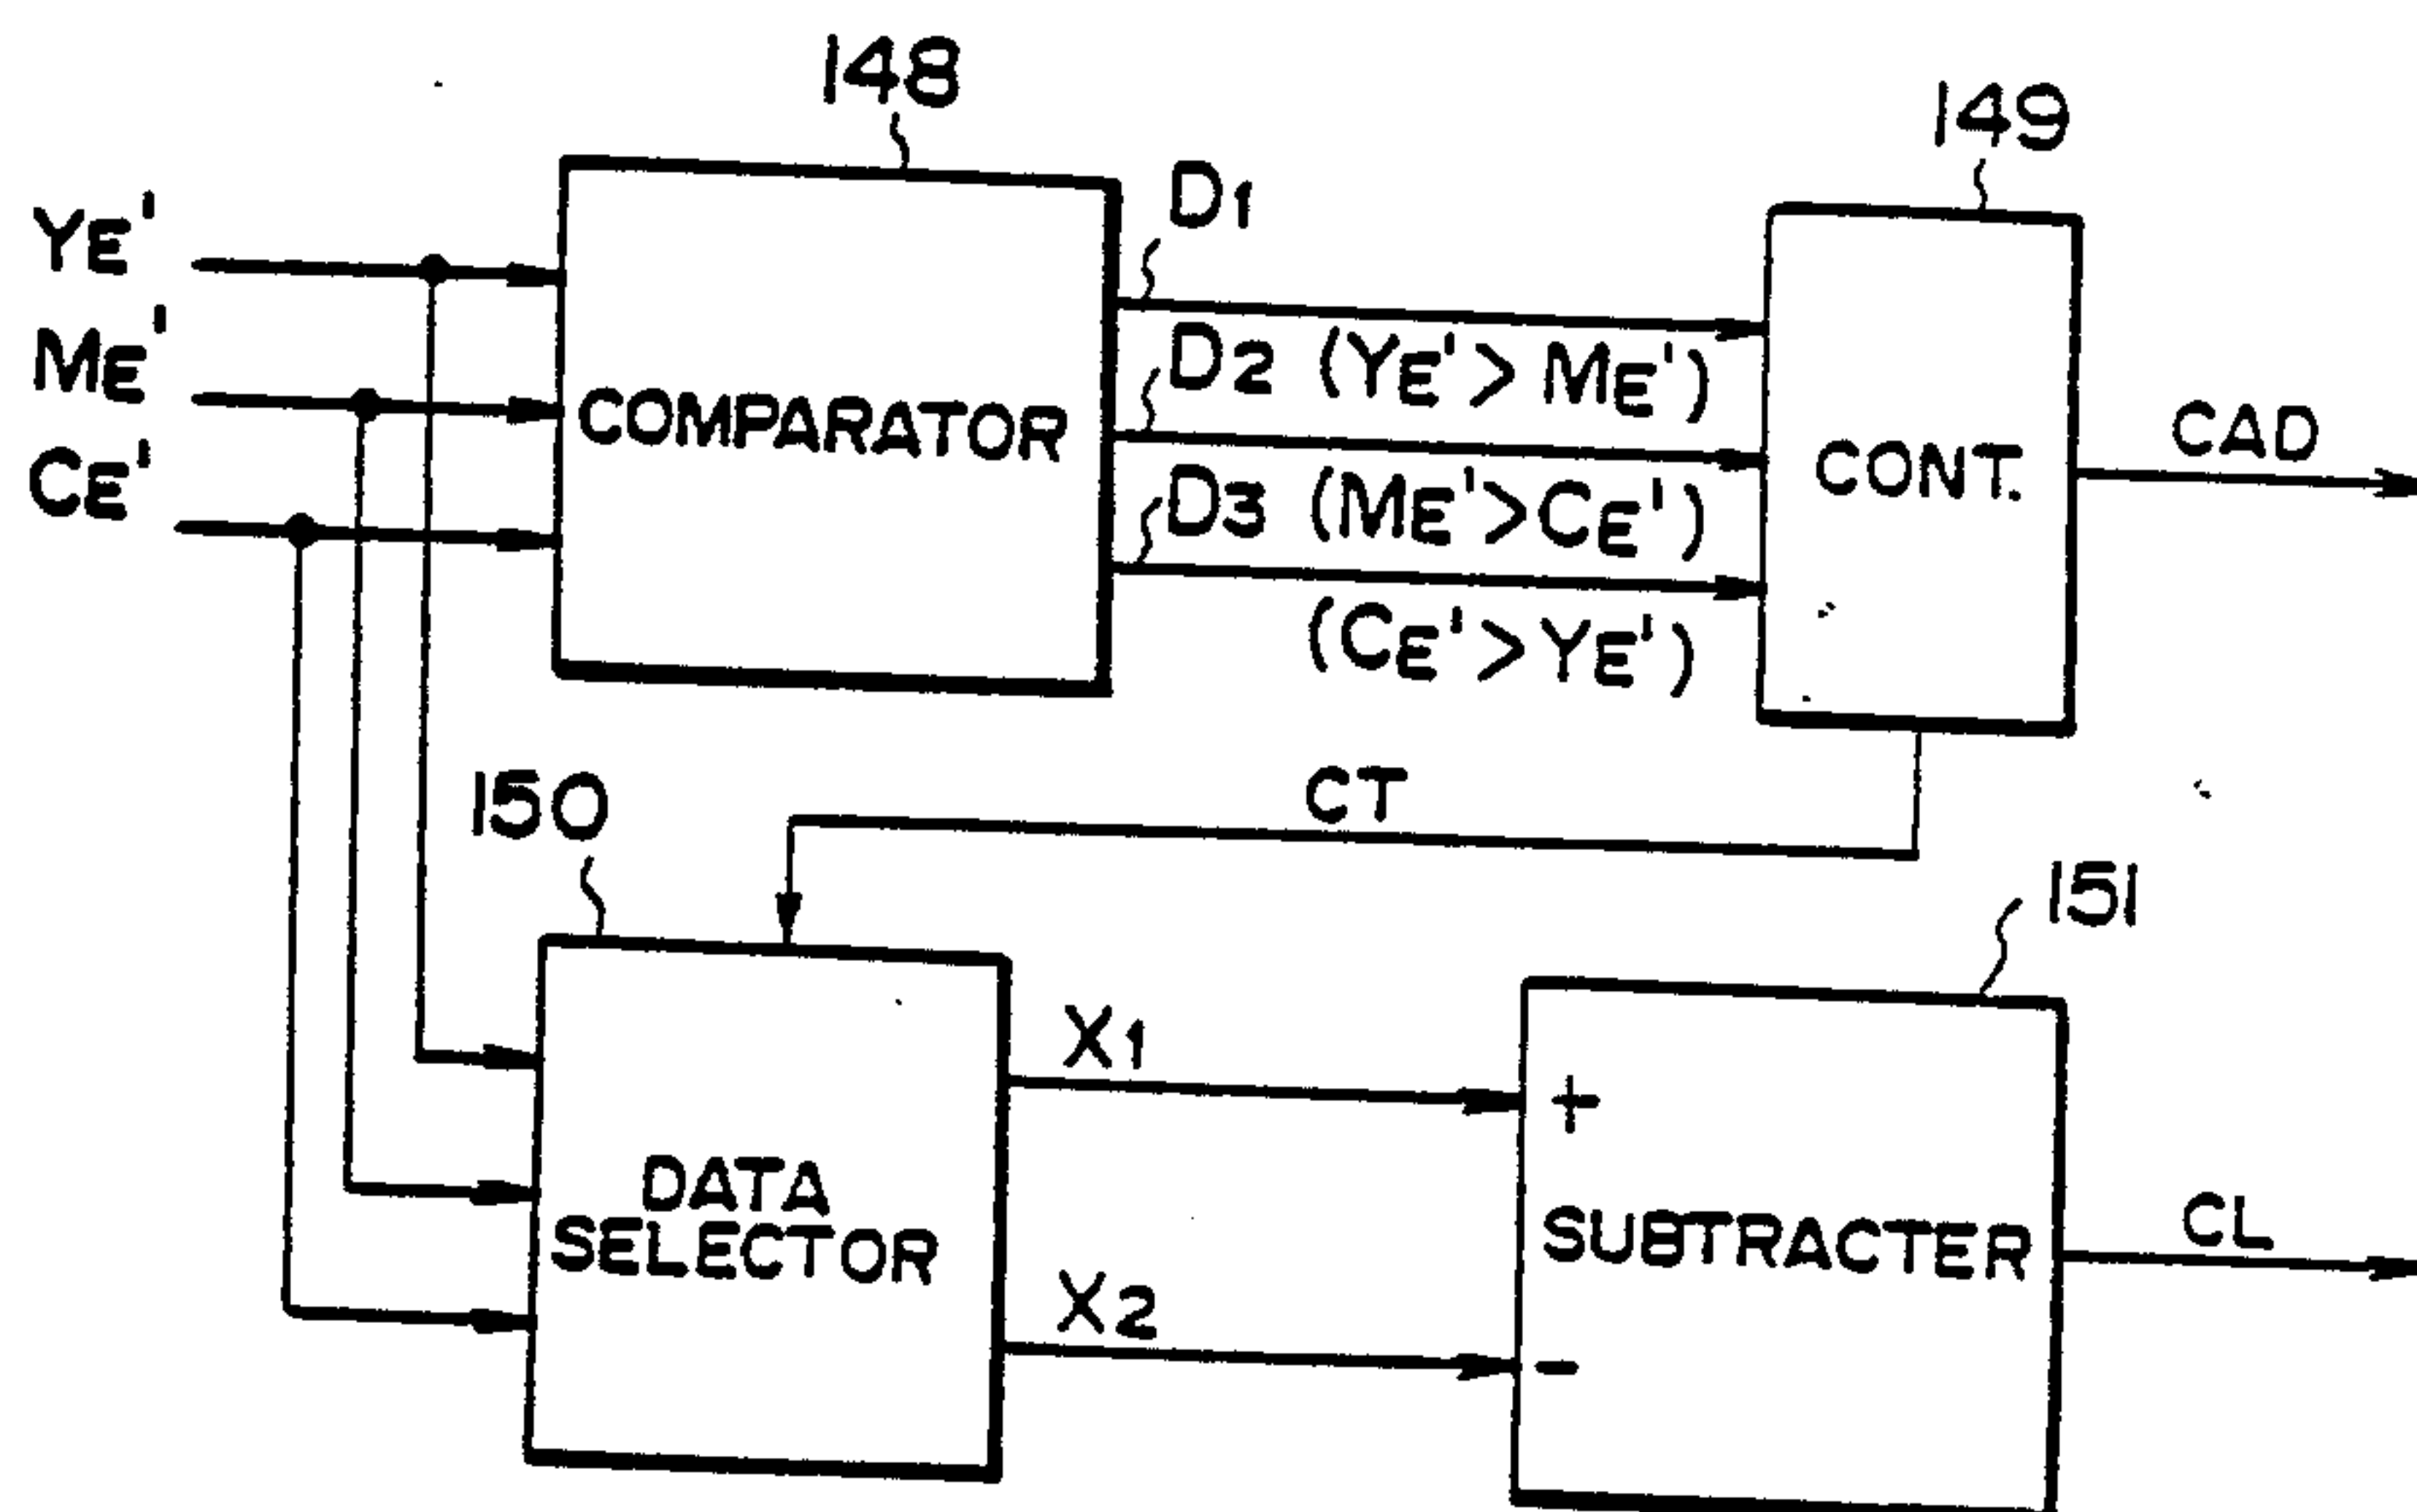 148
149
YE'
ME'
CE'
COMPARATOR
D1
D2 (YE'> ME')
D3 (ME'>CE')
(CE'>YE')
CONT.
CAD
150
CT
151
DATA
SELECTOR
X1
X2
+
SUBTRACTER
-
CL